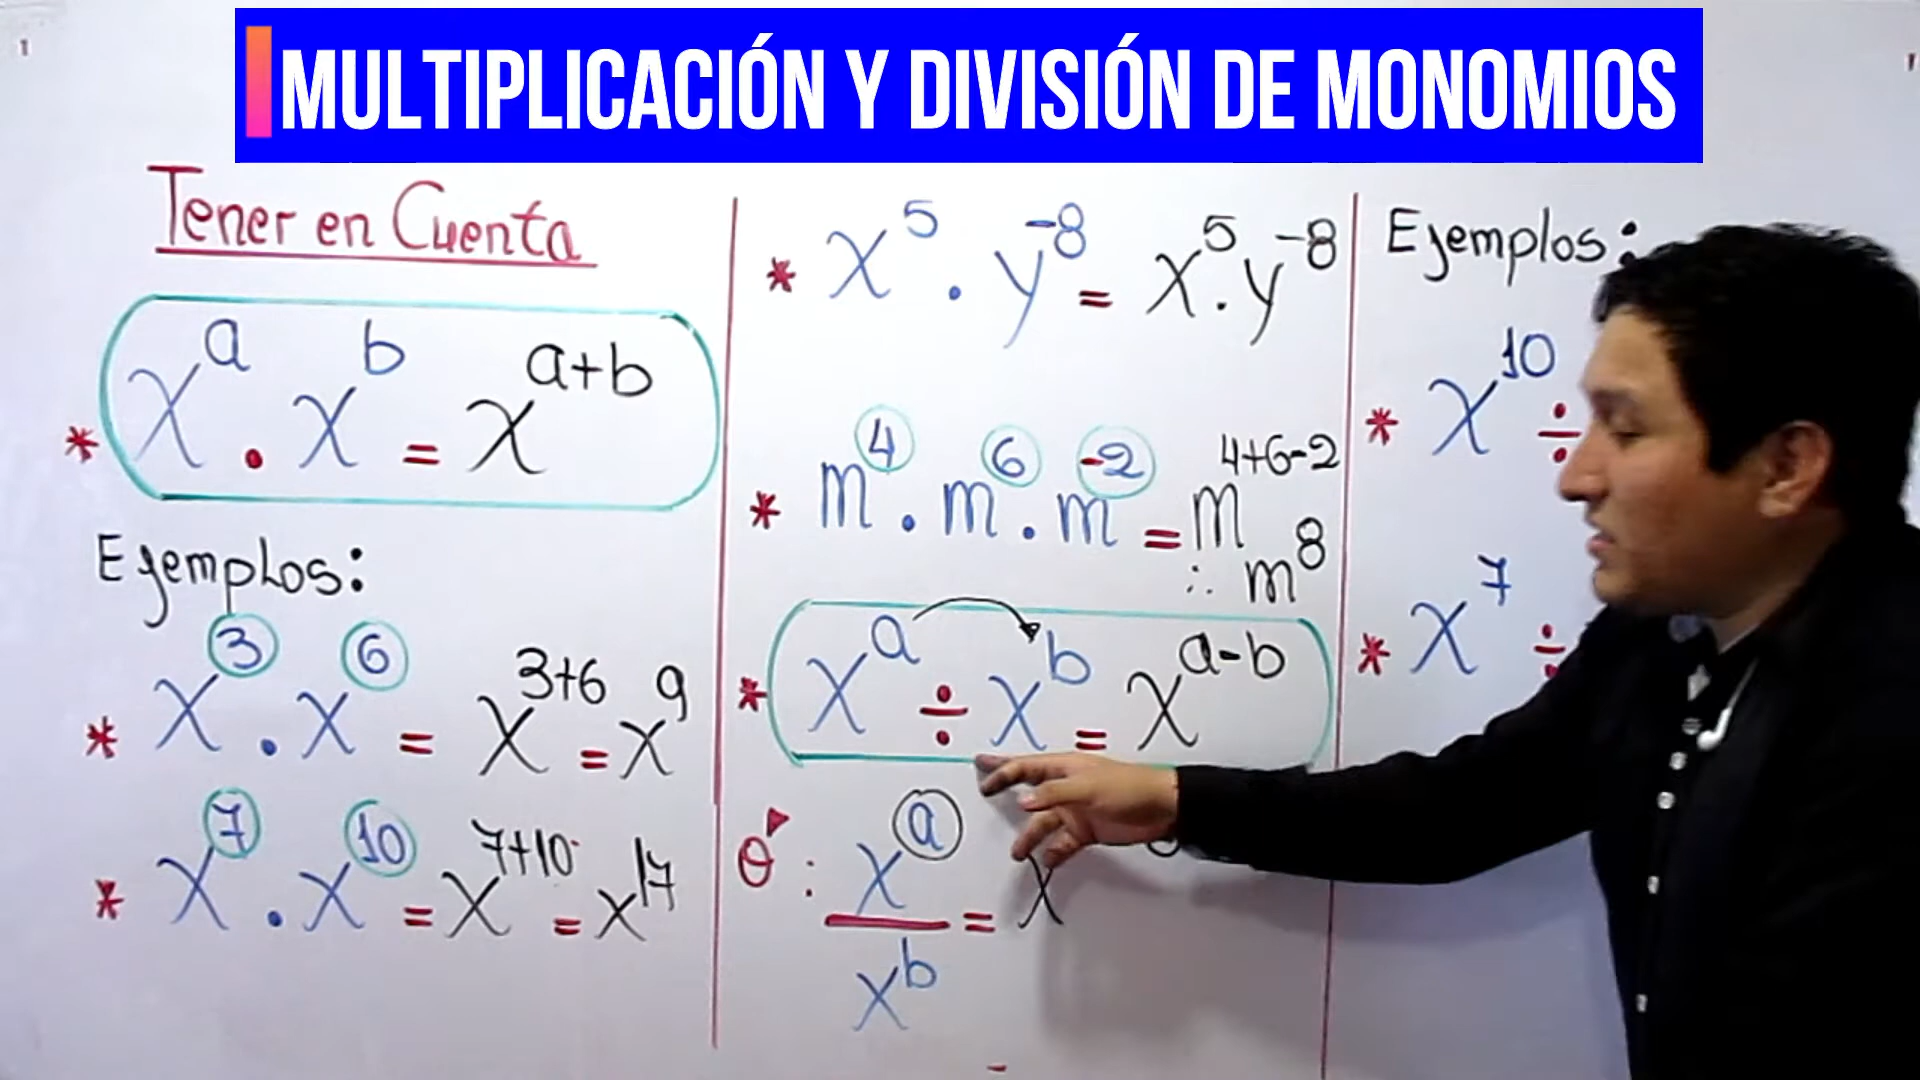 MULTIPLICACIÓN Y DIVISIÓN DE MONOMIOS
Tener en Cuenta
* x^a . x^b = x^(a+b)
Ejemplos:
* x^3 . x^6 = x^(3+6) = x^9
* x^7 . x^10 = x^(7+10) = x^17
* x^5 . y^-8 = x^5 . y^-8
* m^4 . m^6 . m^-2 = m^(4+6-2)
∴ m^8
* x^a ÷ x^b = x^(a-b)
: x^a / x^b = x
Ejemplos:
* x^10 ÷
* x^7 ÷